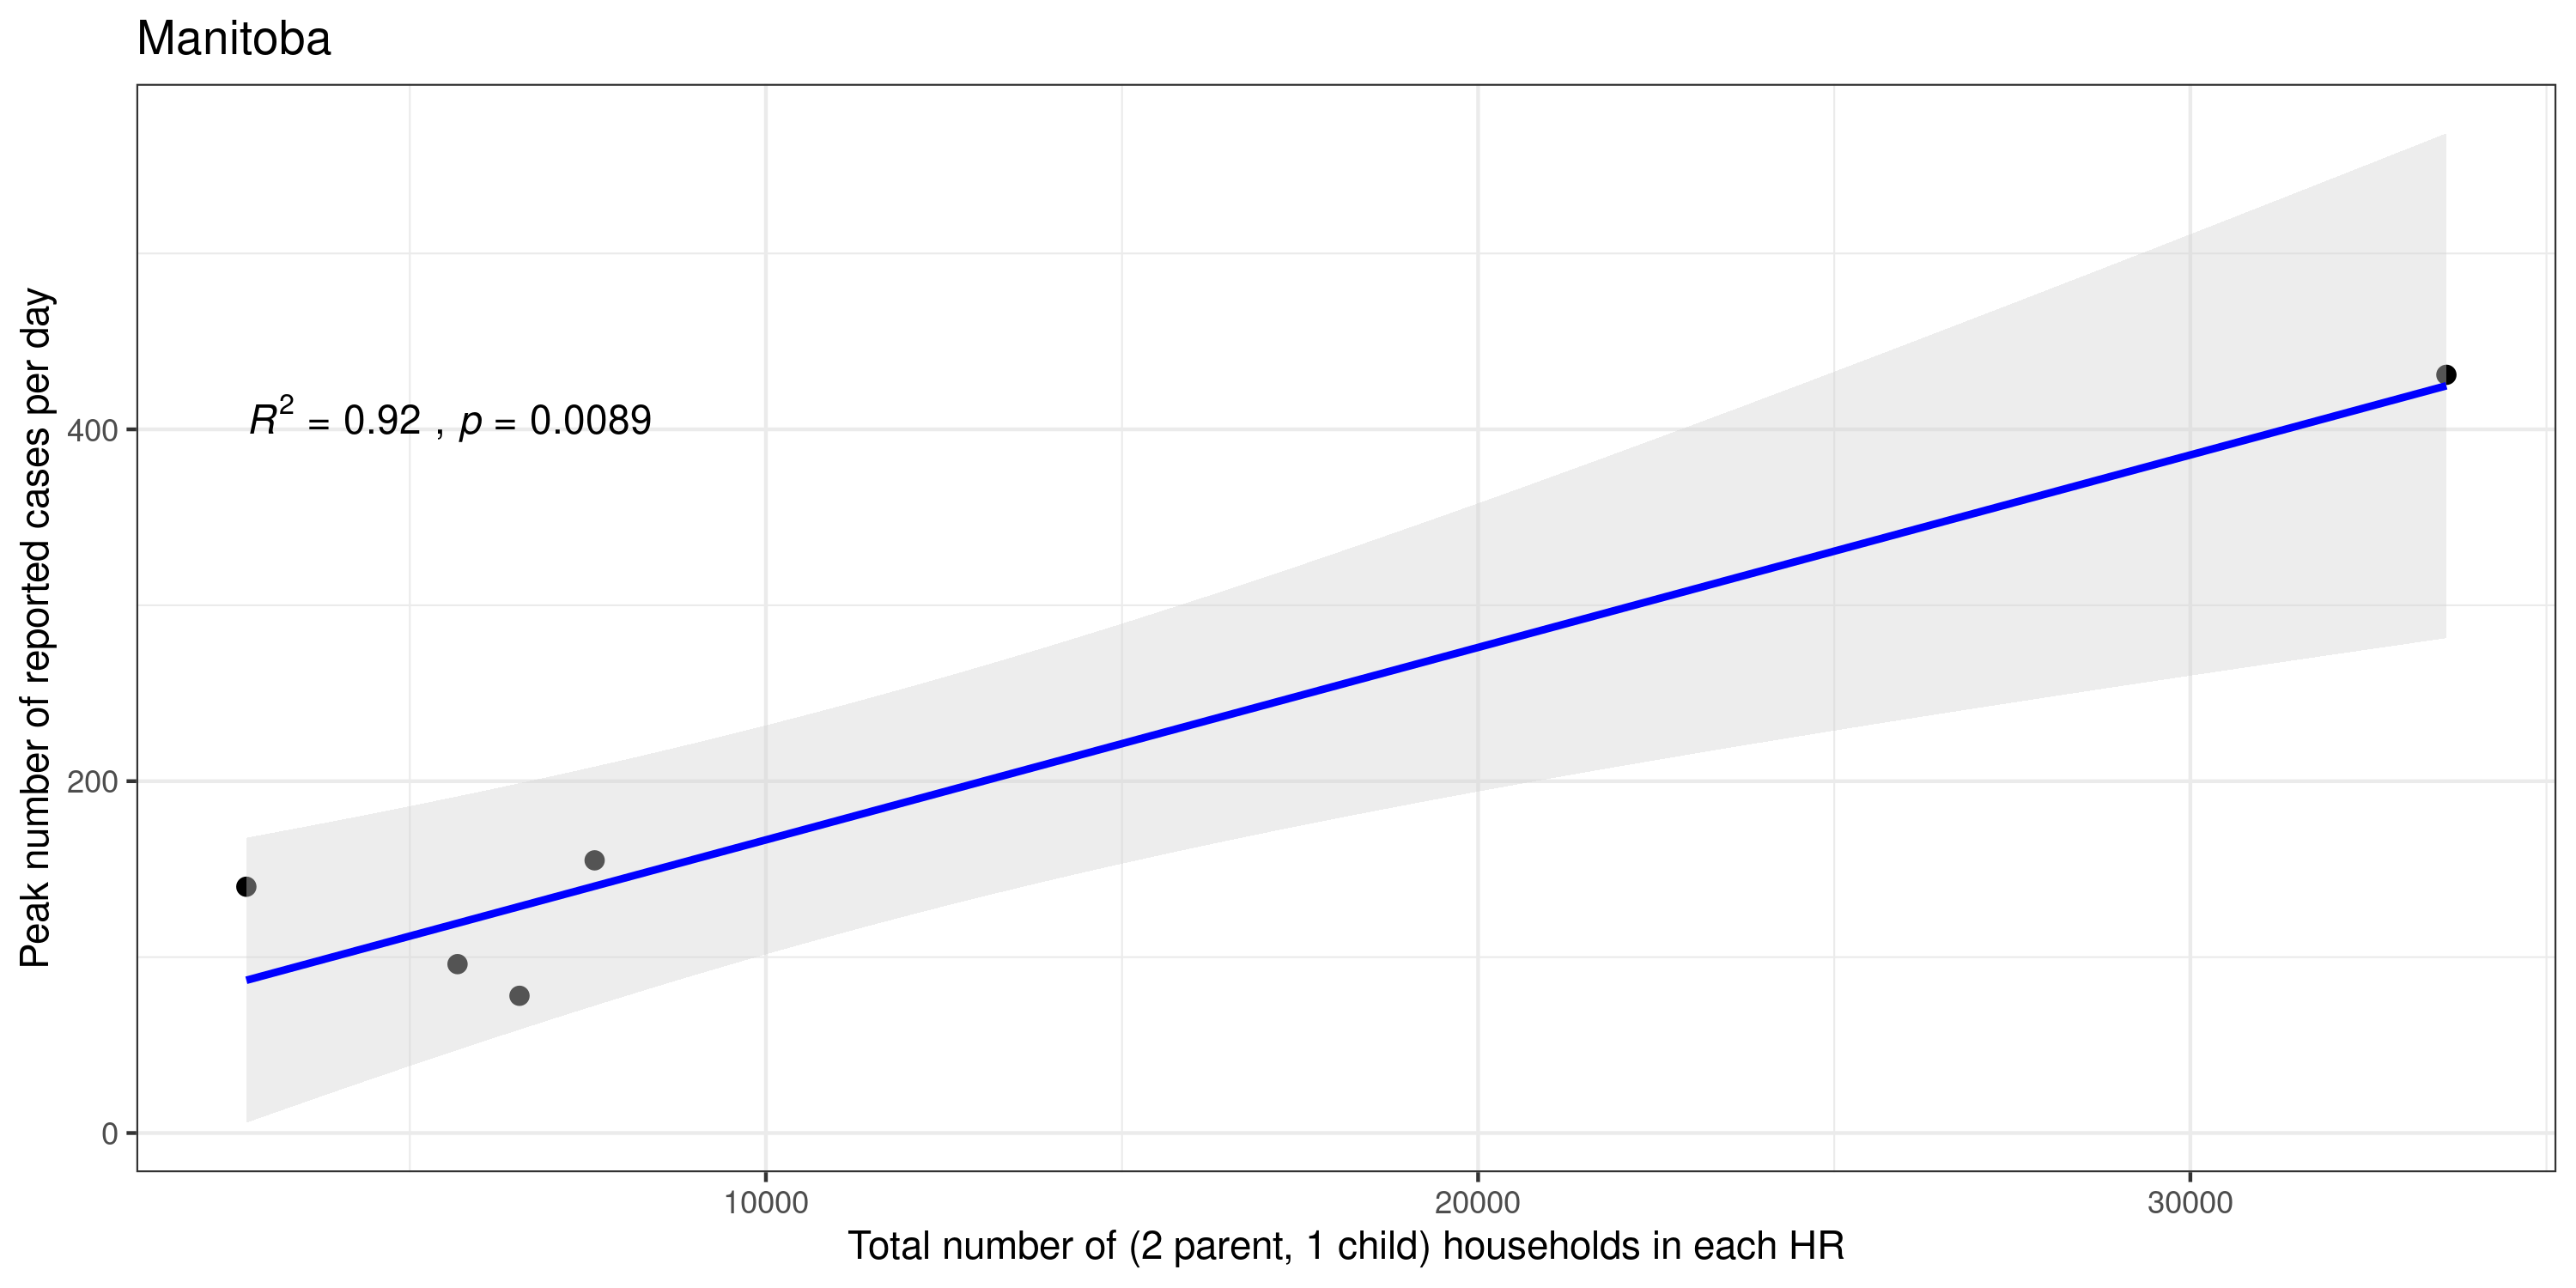 Manitoba
Peak number of reported cases per day
R² = 0.92 , p = 0.0089
400
200
0
10000 20000 30000
Total number of (2 parent, 1 child) households in each HR